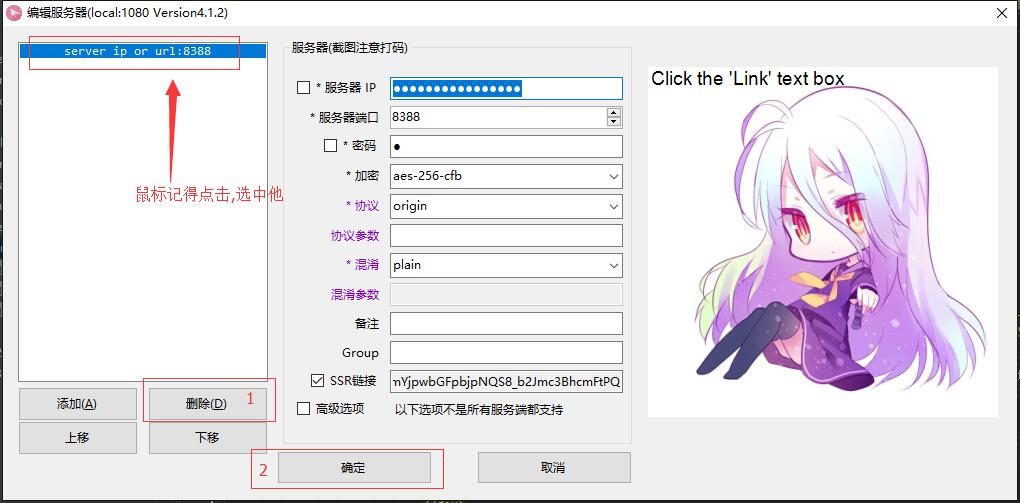 编辑服务器(local:1080 Version4.1.2)
server ip or url:8388
鼠标记得点击,选中他
添加(A)
删除(D)
1
上移
下移
服务器(截图注意打码)
* 服务器 IP
●●●●●●●●●●●●●●●●
* 服务器端口
8388
* 密码
●
* 加密
aes-256-cfb
* 协议
origin
协议参数
* 混淆
plain
混淆参数
备注
Group
SSR链接
mYjpwbGFpbjpNQS8_b2Jmc3BhcmFtPQ
高级选项
以下选项不是所有服务端都支持
2
确定
取消
Click the 'Link' text box